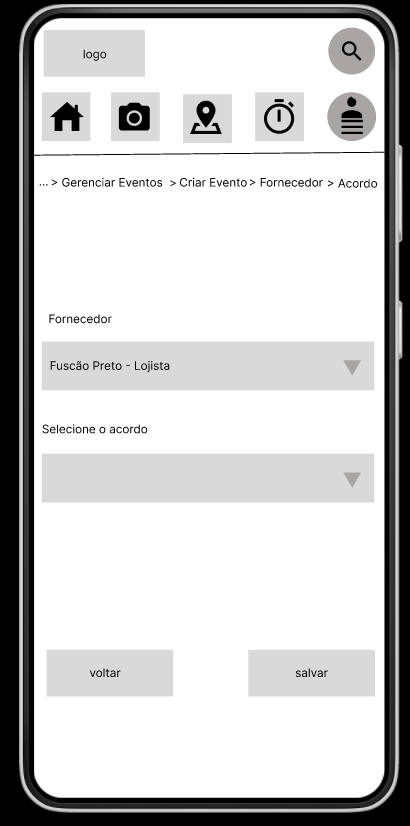 logo
... > Gerenciar Eventos > Criar Evento > Fornecedor > Acordo
Fornecedor
Fuscão Preto - Lojista
Selecione o acordo
voltar
salvar